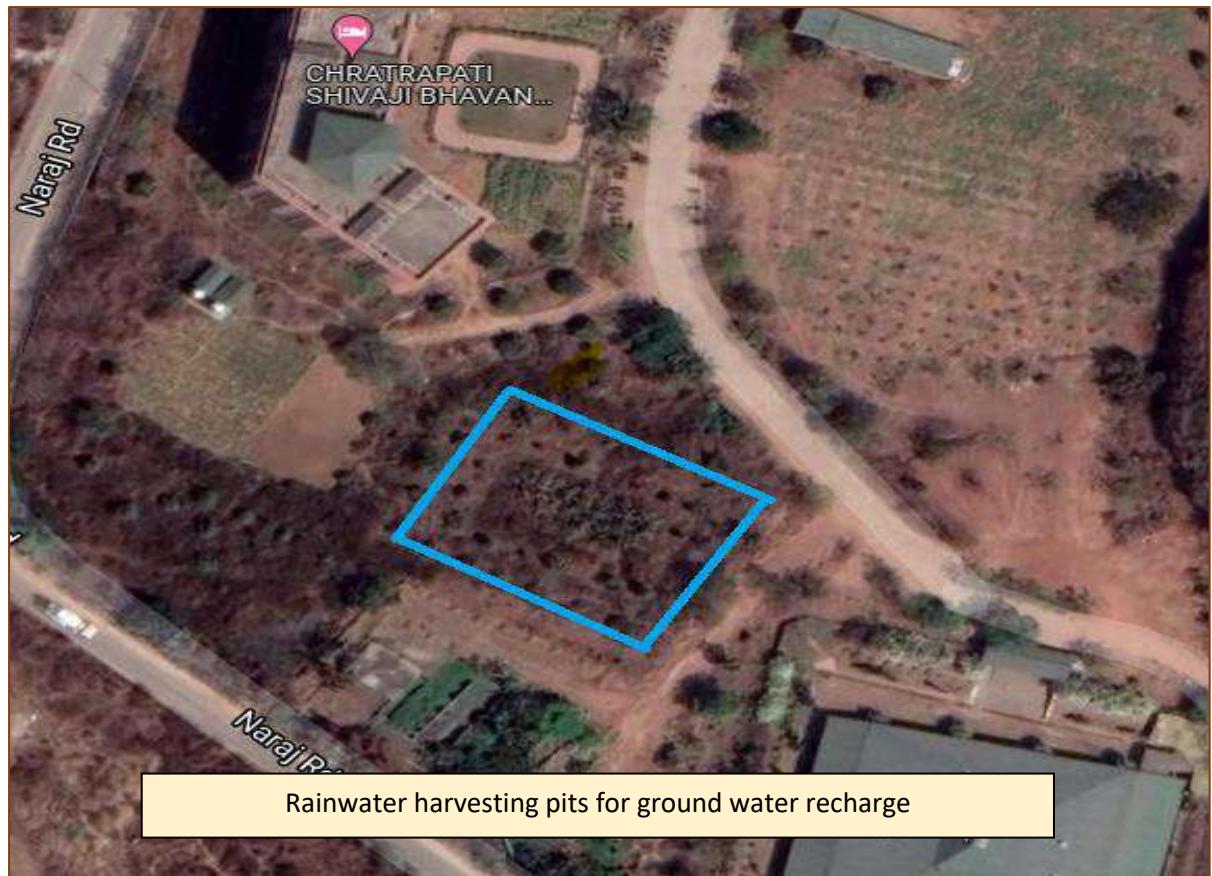 CHRATRAPATI
SHIVAJI BHAVAN...
Naraj Rd
Naraj Rd
Rainwater harvesting pits for ground water recharge